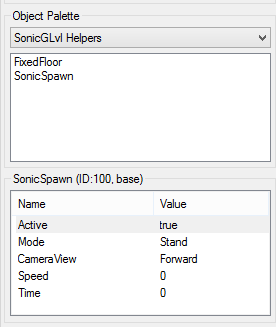 Object Palette
SonicGLvl Helpers
FixedFloor
SonicSpawn
SonicSpawn (ID:100, base)
Name Value
Active true
Mode Stand
CameraView Forward
Speed 0
Time 0